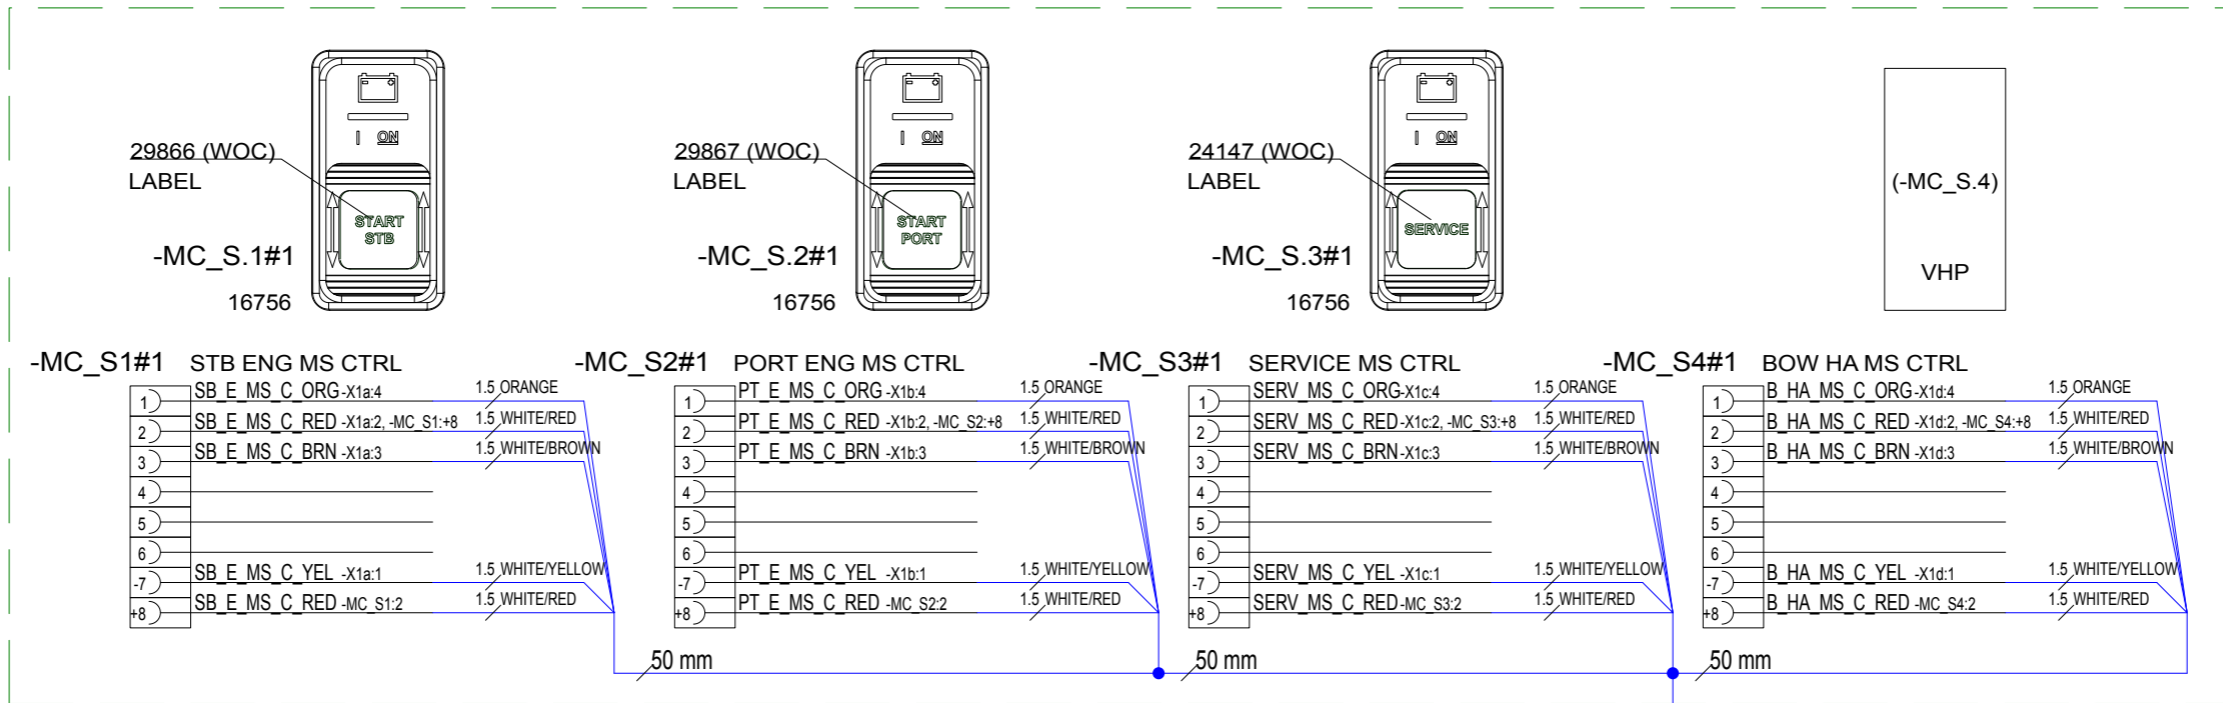 29866 (WOC)
LABEL
I ON
START
STB
-MC_S.1#1
16756
29867 (WOC)
LABEL
I ON
START
PORT
-MC_S.2#1
16756
24147 (WOC)
LABEL
I ON
SERVICE
-MC_S.3#1
16756
(-MC_S.4)
VHP
-MC_S1#1 STB ENG MS CTRL
1 SB_E_MS_C_ORG -X1a:4 1.5 ORANGE
2 SB_E_MS_C_RED -X1a:2, -MC_S1:+8 1.5 WHITE/RED
3 SB_E_MS_C_BRN -X1a:3 1.5 WHITE/BROWN
4
5
6
-7 SB_E_MS_C_YEL -X1a:1 1.5 WHITE/YELLOW
+8 SB_E_MS_C_RED -MC_S1:2 1.5 WHITE/RED
-MC_S2#1 PORT ENG MS CTRL
1 PT_E_MS_C_ORG -X1b:4 1.5 ORANGE
2 PT_E_MS_C_RED -X1b:2, -MC_S2:+8 1.5 WHITE/RED
3 PT_E_MS_C_BRN -X1b:3 1.5 WHITE/BROWN
4
5
6
-7 PT_E_MS_C_YEL -X1b:1 1.5 WHITE/YELLOW
+8 PT_E_MS_C_RED -MC_S2:2 1.5 WHITE/RED
-MC_S3#1 SERVICE MS CTRL
1 SERV_MS_C_ORG -X1c:4 1.5 ORANGE
2 SERV_MS_C_RED -X1c:2, -MC_S3:+8 1.5 WHITE/RED
3 SERV_MS_C_BRN -X1c:3 1.5 WHITE/BROWN
4
5
6
-7 SERV_MS_C_YEL -X1c:1 1.5 WHITE/YELLOW
+8 SERV_MS_C_RED -MC_S3:2 1.5 WHITE/RED
-MC_S4#1 BOW HA MS CTRL
1 B_HA_MS_C_ORG -X1d:4 1.5 ORANGE
2 B_HA_MS_C_RED -X1d:2, -MC_S4:+8 1.5 WHITE/RED
3 B_HA_MS_C_BRN -X1d:3 1.5 WHITE/BROWN
4
5
6
-7 B_HA_MS_C_YEL -X1d:1 1.5 WHITE/YELLOW
+8 B_HA_MS_C_RED -MC_S4:2 1.5 WHITE/RED
50 mm
50 mm
50 mm